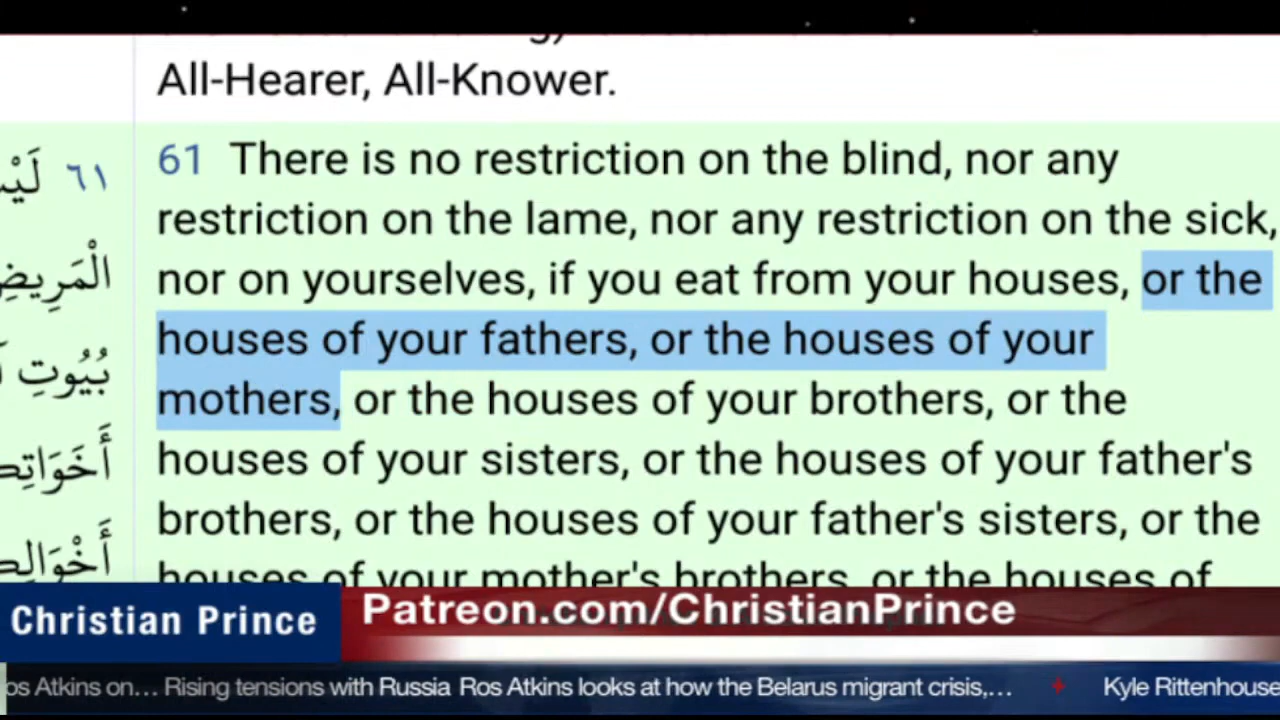 All-Hearer, All-Knower.
61 There is no restriction on the blind, nor any
restriction on the lame, nor any restriction on the sick,
nor on yourselves, if you eat from your houses, or the
houses of your fathers, or the houses of your
mothers, or the houses of your brothers, or the
houses of your sisters, or the houses of your father's
brothers, or the houses of your father's sisters, or the
houses of your mother's brothers, or the houses of
٦١ لَيْسَ
الْمَرِيضِ
بُيُوتِ
Christian Prince
Patreon.com/ChristianPrince
os Atkins on... Rising tensions with Russia Ros Atkins looks at how the Belarus migrant crisis,... Kyle Rittenhouse